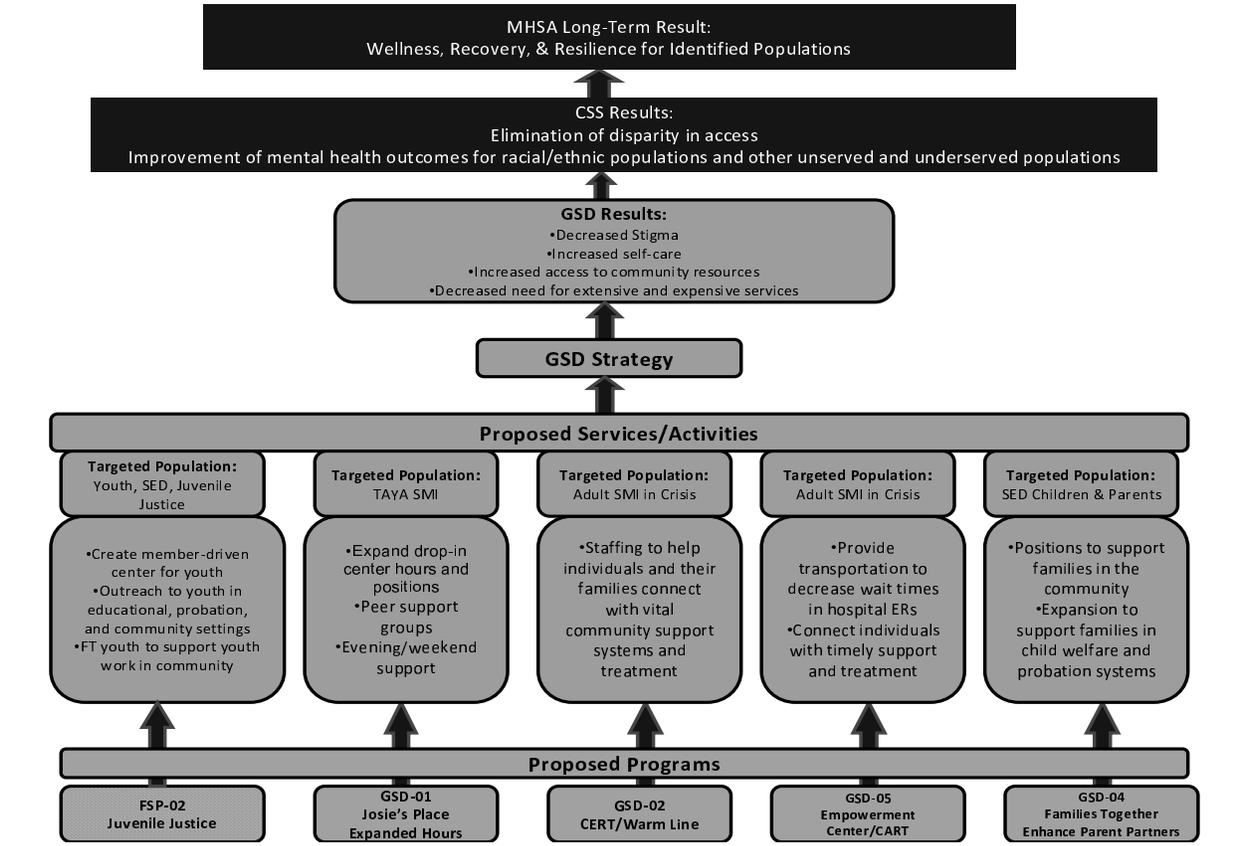 MHSA Long-Term Result:
Wellness, Recovery, & Resilience for Identified Populations
CSS Results:
Elimination of disparity in access
Improvement of mental health outcomes for racial/ethnic populations and other unserved and underserved populations
GSD Results:
•Decreased Stigma
•Increased self-care
•Increased access to community resources
•Decreased need for extensive and expensive services
GSD Strategy
Proposed Services/Activities
Targeted Population:
Youth, SED, Juvenile
Justice
•Create member-driven
center for youth
•Outreach to youth in
educational, probation,
and community settings
•FT youth to support youth
work in community
Targeted Population:
TAYA SMI
•Expand drop-in
center hours and
positions
•Peer support
groups
•Evening/weekend
support
Targeted Population:
Adult SMI in Crisis
•Staffing to help
individuals and their
families connect
with vital
community support
systems and
treatment
Targeted Population:
Adult SMI in Crisis
•Provide
transportation to
decrease wait times
in hospital ERs
•Connect individuals
with timely support
and treatment
Targeted Population:
SED Children & Parents
•Positions to support
families in the
community
•Expansion to
support families in
child welfare and
probation systems
Proposed Programs
FSP-02
Juvenile Justice
GSD-01
Josie's Place
Expanded Hours
GSD-02
CERT/Warm Line
GSD-05
Empowerment
Center/CART
GSD-04
Families Together
Enhance Parent Partners